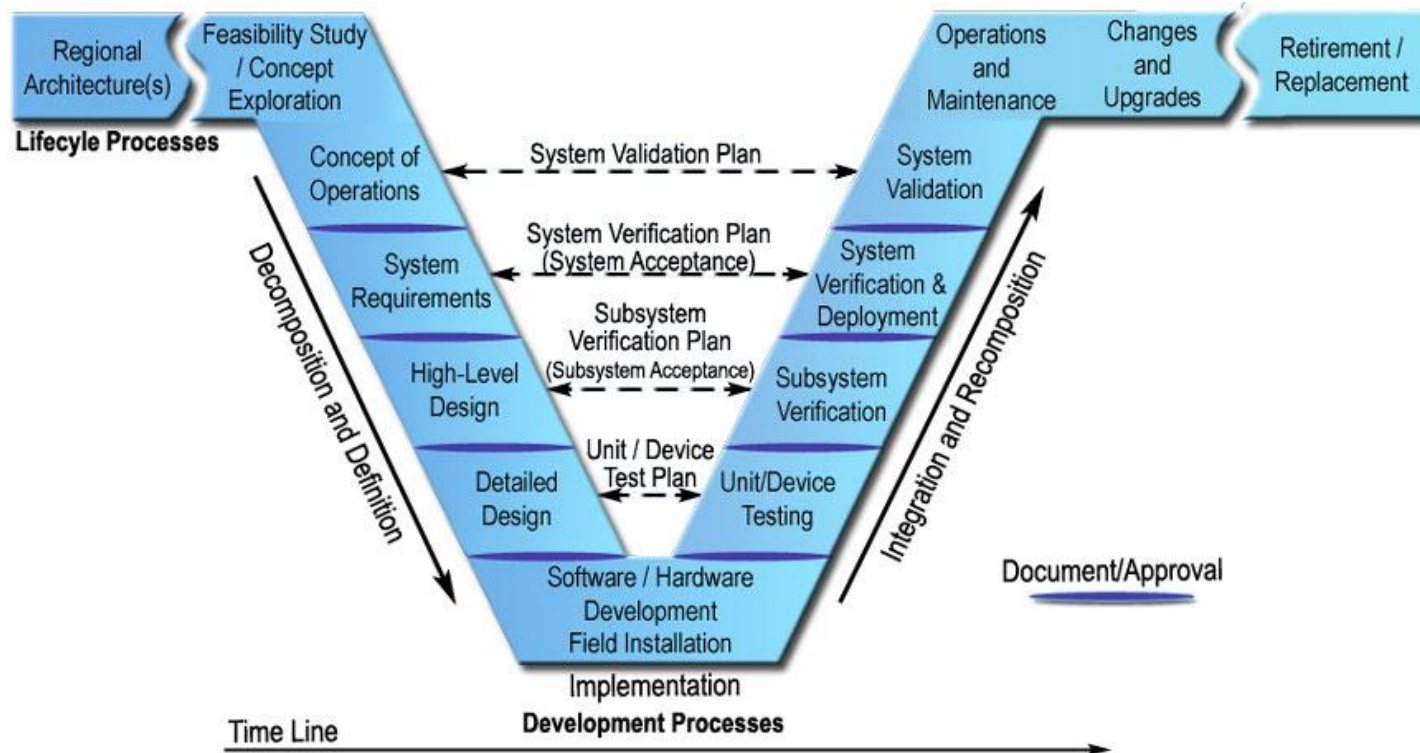 Regional
Architecture(s)
Feasibility Study
/ Concept
Exploration
Operations
and
Maintenance
Changes
and
Upgrades
Retirement /
Replacement
Lifecyle Processes
Concept of
Operations
System Validation Plan
System
Validation
System Verification Plan
(System Acceptance)
System
Requirements
System
Verification &
Deployment
Subsystem
Verification Plan
(Subsystem Acceptance)
High-Level
Design
Subsystem
Verification
Unit / Device
Test Plan
Detailed
Design
Unit/Device
Testing
Decomposition and Definition
Integration and Recomposition
Software / Hardware
Development
Field Installation
Document/Approval
Implementation
Development Processes
Time Line